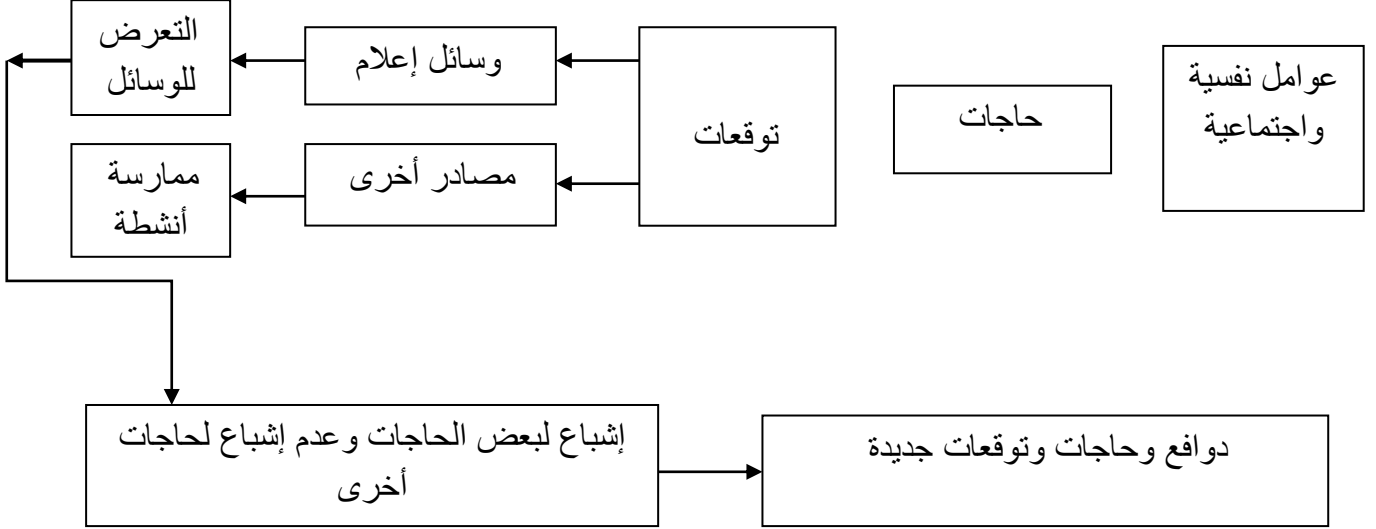 عوامل نفسية
واجتماعية
حاجات
توقعات
وسائل إعلام
التعرض
للوسائل
مصادر أخرى
ممارسة
أنشطة
إشباع لبعض الحاجات وعدم إشباع لحاجات
أخرى
دوافع وحاجات وتوقعات جديدة